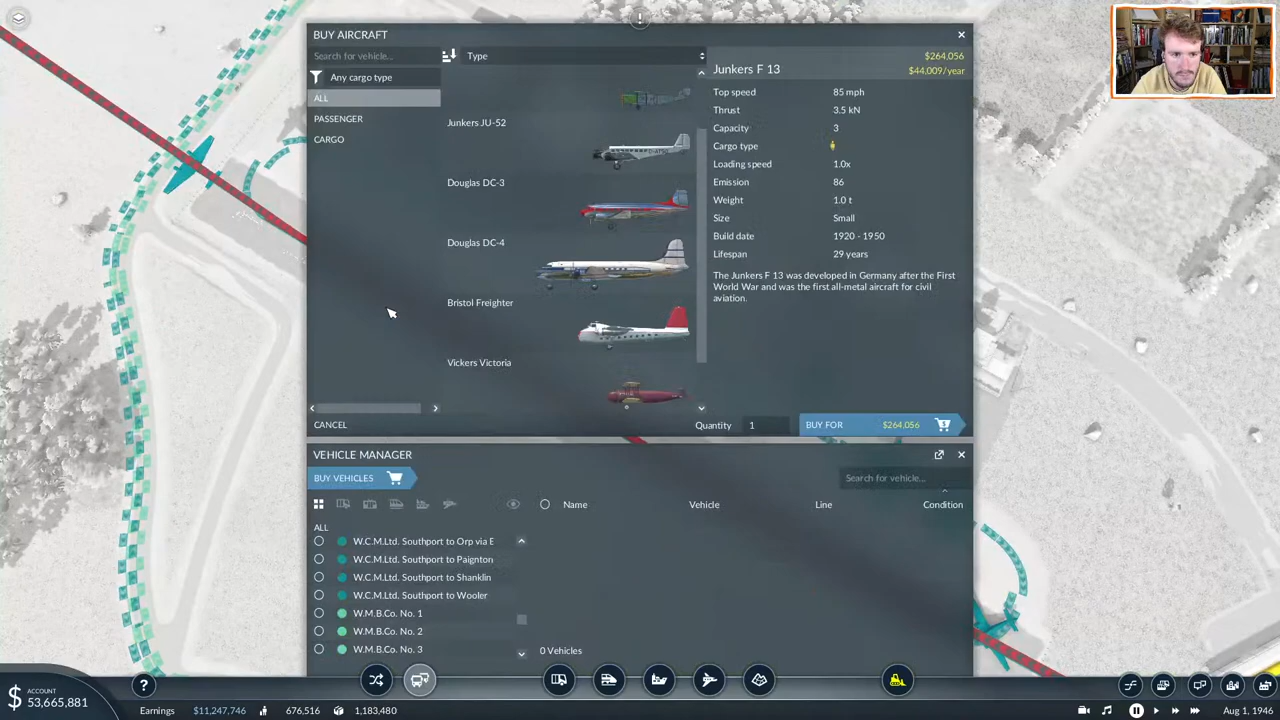 BUY AIRCRAFT
Search for vehicle...
Type
Any cargo type
ALL
PASSENGER
CARGO
Junkers JU-52
Douglas DC-3
Douglas DC-4
Bristol Freighter
Vickers Victoria
Junkers F 13
$264,056
$44,009/year
Top speed 85 mph
Thrust 3.5 kN
Capacity 3
Cargo type
Loading speed 1.0x
Emission 86
Weight 1.0 t
Size Small
Build date 1920 - 1950
Lifespan 29 years
The Junkers F 13 was developed in Germany after the First
World War and was the first all-metal aircraft for civil
aviation.
CANCEL
Quantity 1
BUY FOR $264,056
VEHICLE MANAGER
BUY VEHICLES
Search for vehicle...
Name Vehicle Line Condition
ALL
W.C.M.Ltd. Southport to Orp via E
W.C.M.Ltd. Southport to Paignton
W.C.M.Ltd. Southport to Shanklin
W.C.M.Ltd. Southport to Wooler
W.M.B.Co. No. 1
W.M.B.Co. No. 2
W.M.B.Co. No. 3
0 Vehicles
$ ACCOUNT
53,665,881
?
Earnings $11,247,746 676,516 1,183,480
Aug 1, 1946